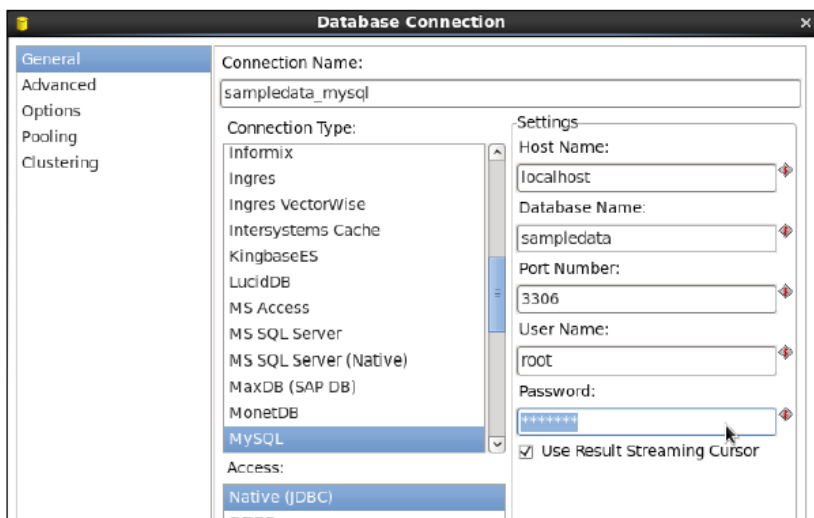 Database Connection
General
Advanced
Options
Pooling
Clustering
Connection Name:
sampledata_mysql
Connection Type:
Informix
Ingres
Ingres VectorWise
Intersystems Cache
KingbaseES
LucidDB
MS Access
MS SQL Server
MS SQL Server (Native)
MaxDB (SAP DB)
MonetDB
MySQL
Access:
Native (JDBC)
Settings
Host Name:
localhost
Database Name:
sampledata
Port Number:
3306
User Name:
root
Password:
*******
Use Result Streaming Cursor